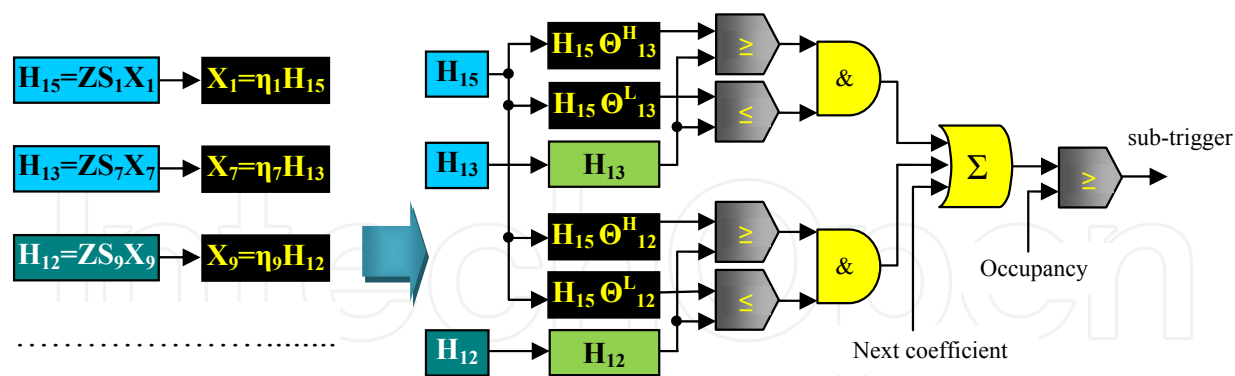 H₁₅=ZS₁X₁
X₁=η₁H₁₅
H₁₃=ZS₇X₇
X₇=η₇H₁₃
H₁₂=ZS₉X₉
X₉=η₉H₁₂
..............................
H₁₅
H₁₃
H₁₂
H₁₅ Θᴴ₁₃
H₁₅ Θᴸ₁₃
H₁₃
H₁₅ Θᴴ₁₂
H₁₅ Θᴸ₁₂
H₁₂
≥
≤
≥
≤
&
&
Σ
≥
sub-trigger
Occupancy
Next coefficient
IntechOpen